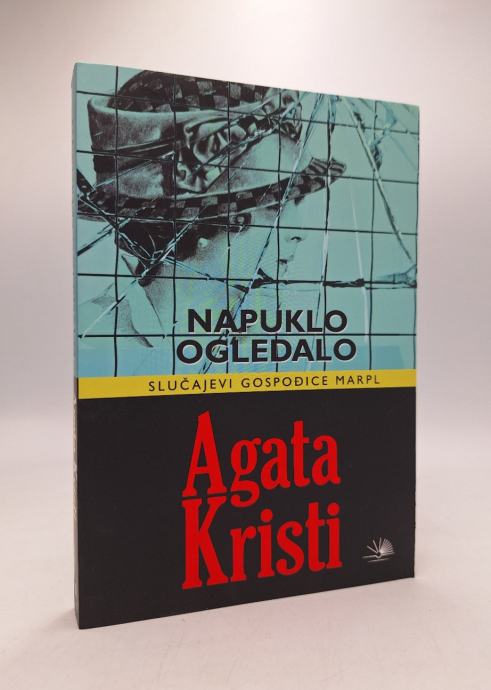 NAPUKLO
OGLEDALO
SLUČAJEVI GOSPOĐICE MARPL
Agata
Kristi